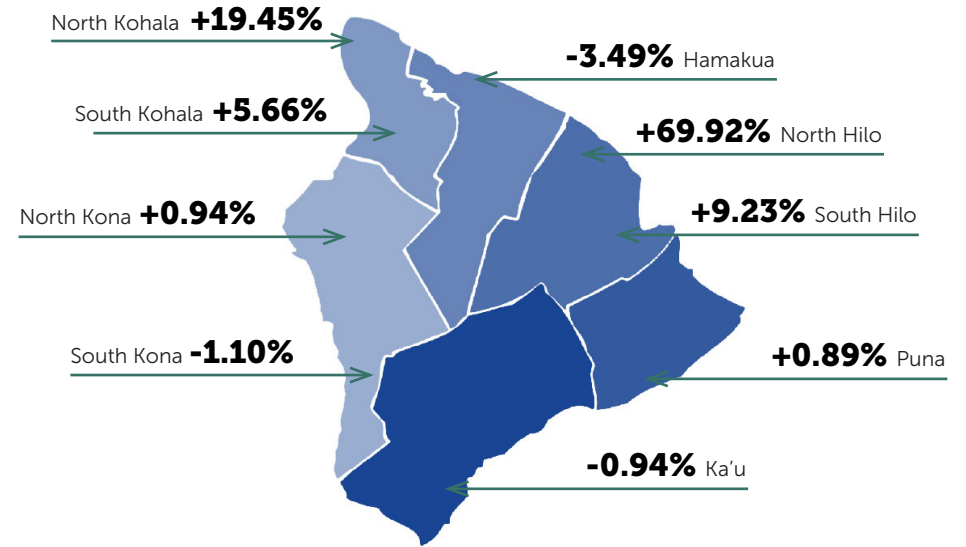 North Kohala +19.45%
-3.49% Hamakua
South Kohala +5.66%
+69.92% North Hilo
North Kona +0.94%
+9.23% South Hilo
South Kona -1.10%
+0.89% Puna
-0.94% Ka’u